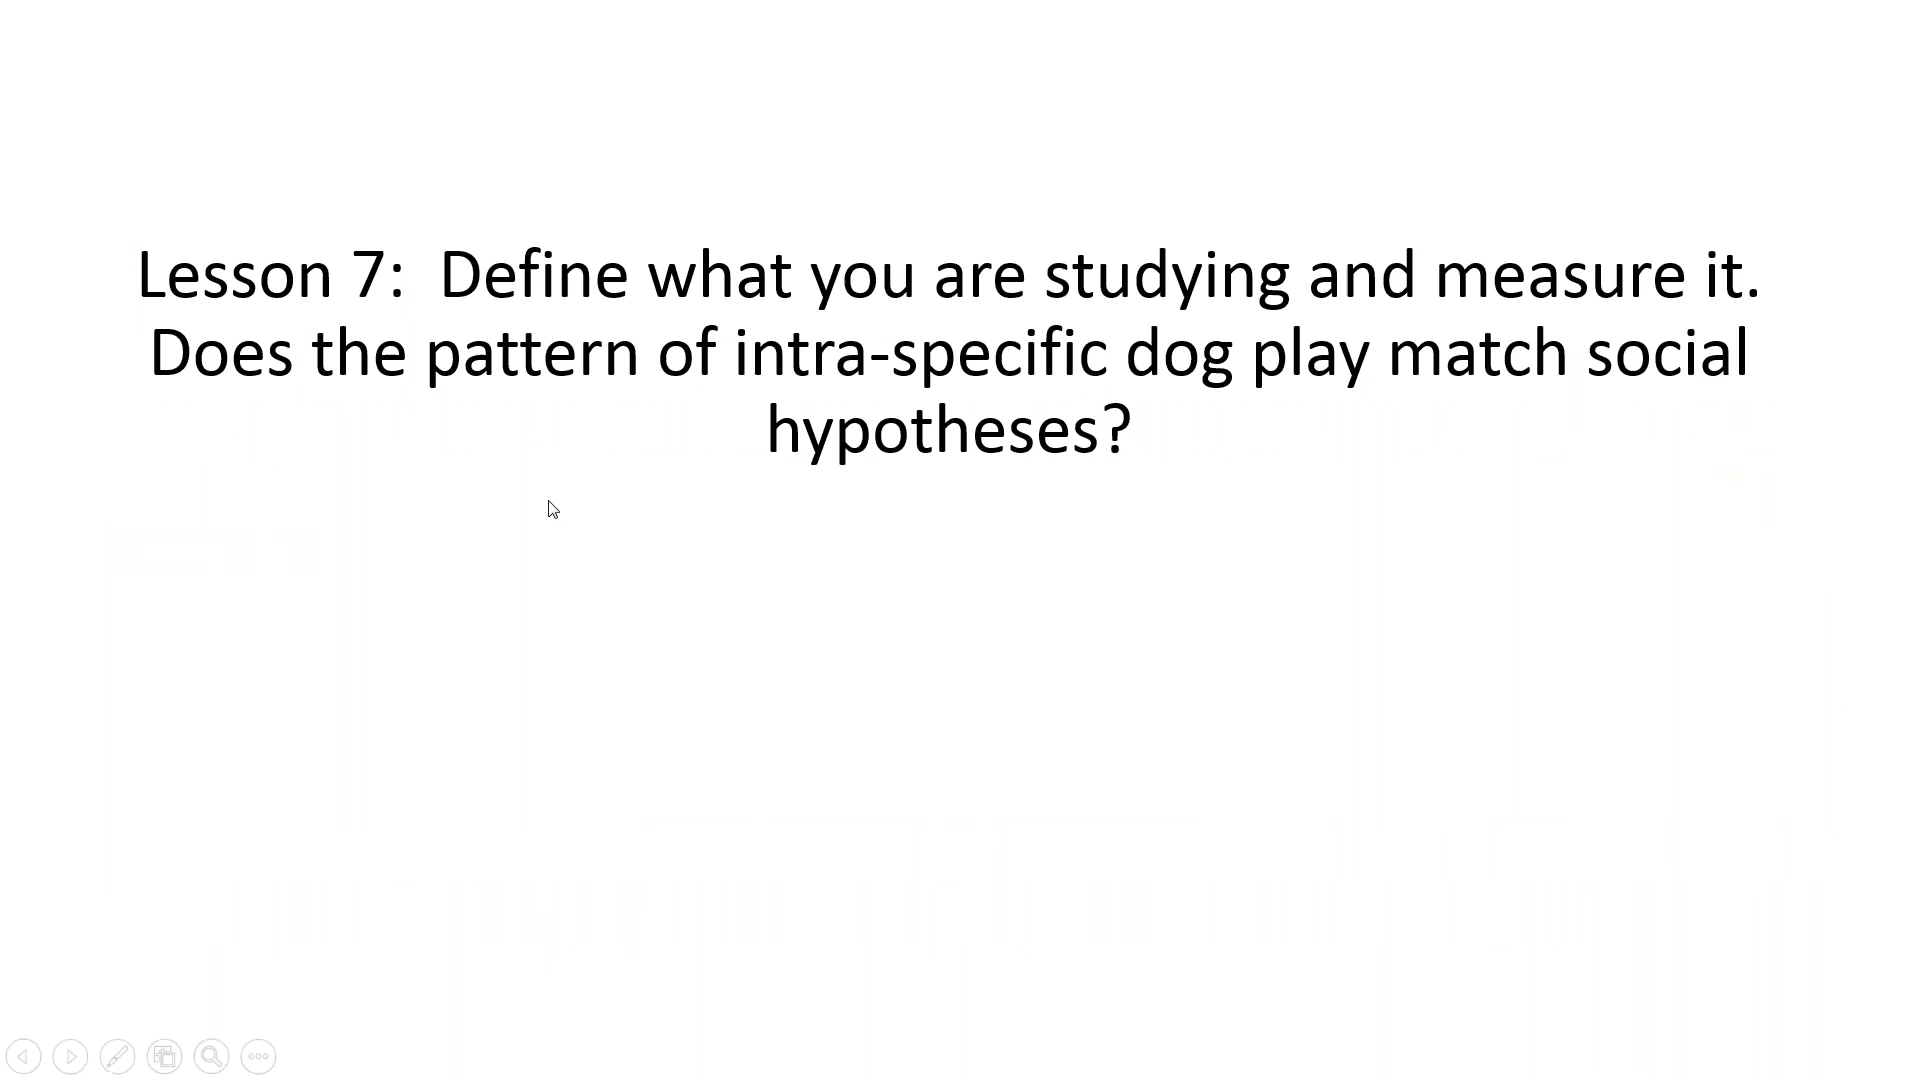 Lesson 7:  Define what you are studying and measure it.
Does the pattern of intra-specific dog play match social
hypotheses?